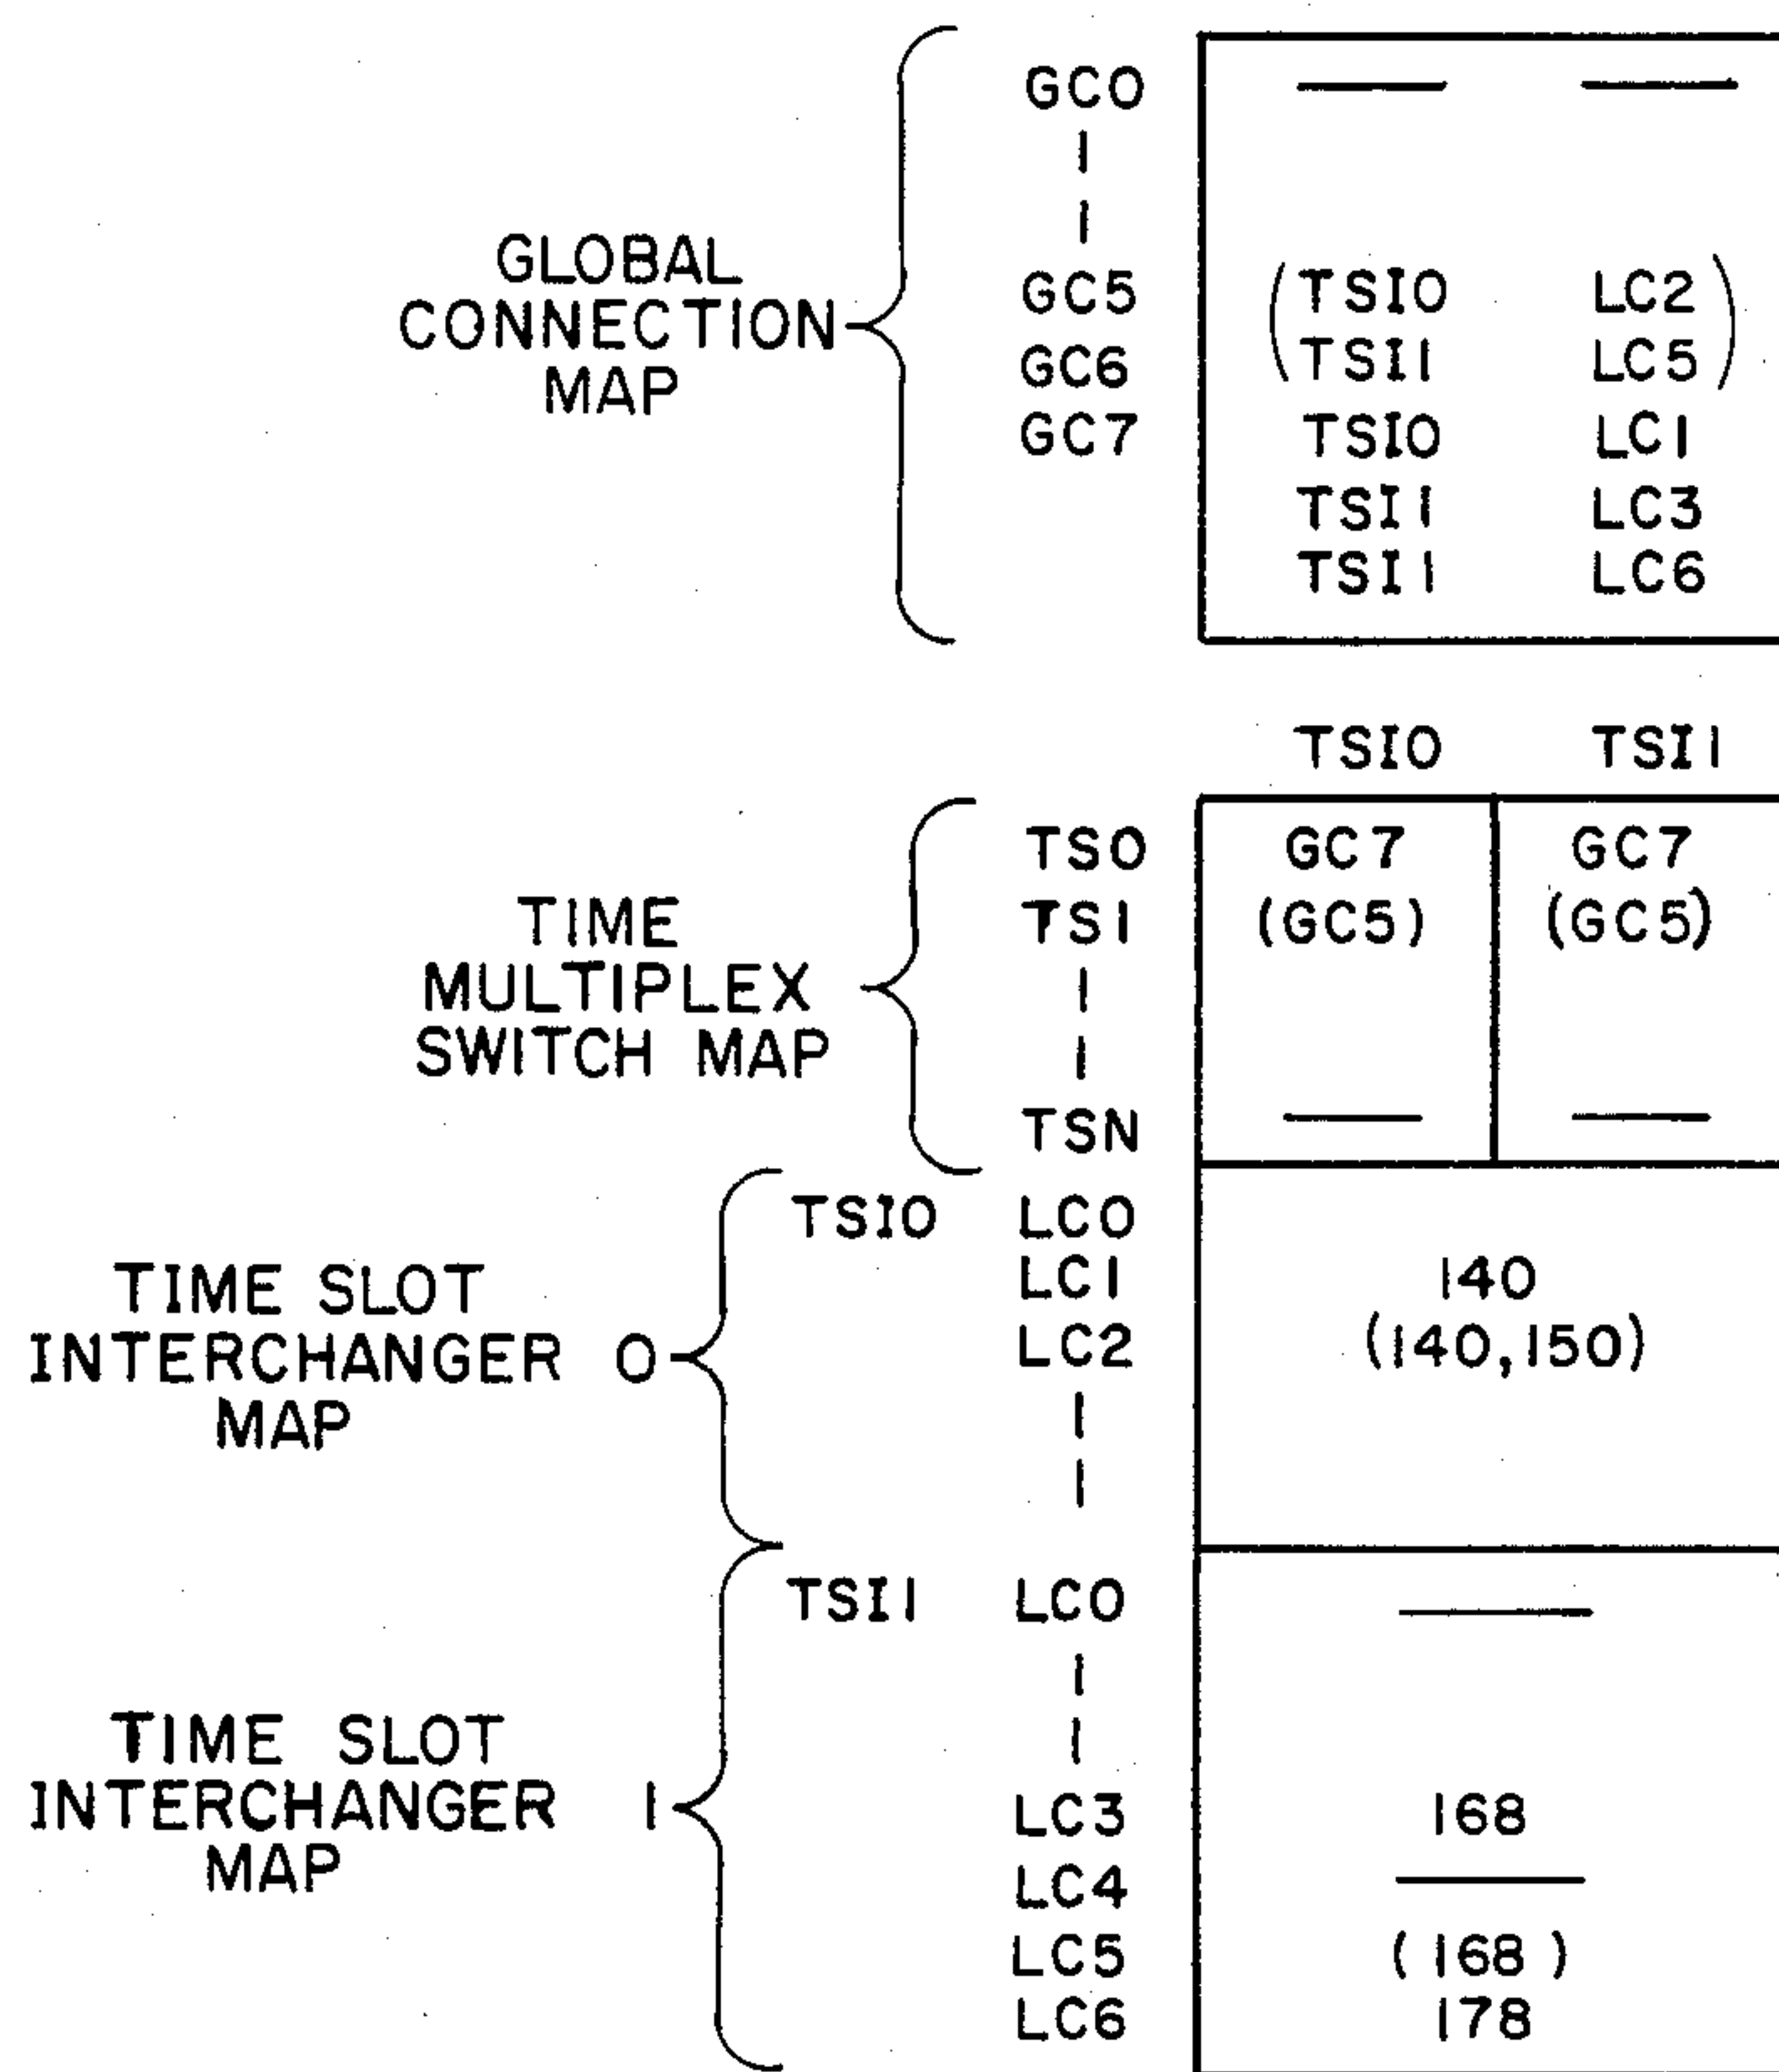 GC0
GLOBAL
CONNECTION
MAP
GC5 (TSI0 LC2)
GC6 (TSI1 LC5)
GC7 TSI0 LC1
TSI1 LC3
TSI1 LC6
TSI0 TSI1
TIME
MULTIPLEX
SWITCH MAP
TS0 GC7 GC7
TS1 (GC5) (GC5)
TSN
TIME SLOT
INTERCHANGER 0
MAP
TSI0 LC0
LC1 140
LC2 (140,150)
TIME SLOT
INTERCHANGER 1
MAP
TSI1 LC0
LC3 168
LC4
LC5 (168)
LC6 178